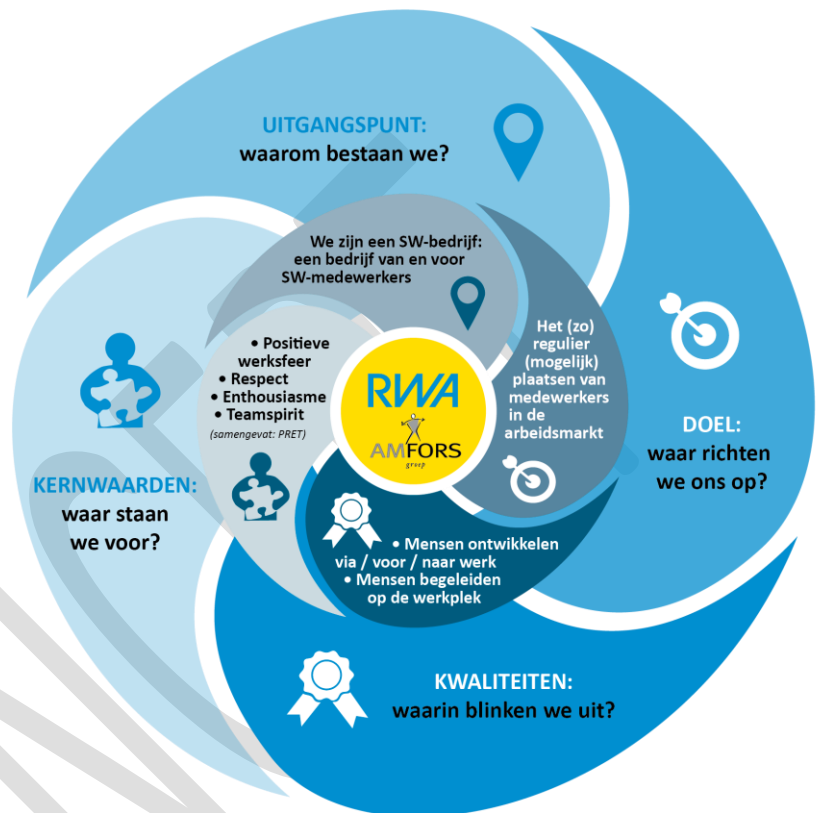 UITGANGSPUNT:
waarom bestaan we?
We zijn een SW-bedrijf:
een bedrijf van en voor
SW-medewerkers
Het (zo)
regulier
(mogelijk)
plaatsen van
medewerkers
in de
arbeidsmarkt
DOEL:
waar richten
we ons op?
• Positieve
werksfeer
• Respect
• Enthousiasme
• Teamspirit
(samengevat: PRET)
RWA
AMFORS
groep
KERNWAARDEN:
waar staan
we voor?
• Mensen ontwikkelen
via / voor / naar werk
• Mensen begeleiden
op de werkplek
KWALITEITEN:
waarin blinken we uit?